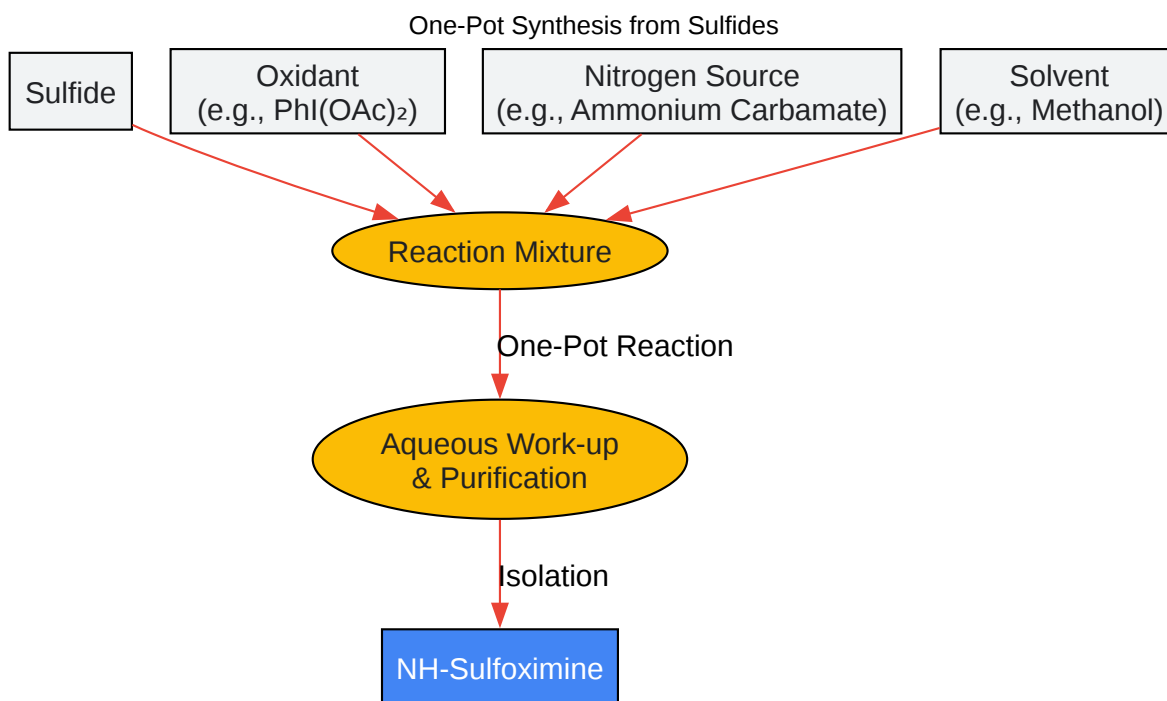 One-Pot Synthesis from Sulfides
Sulfide
Oxidant
(e.g., PhI(OAc)₂)
Nitrogen Source
(e.g., Ammonium Carbamate)
Solvent
(e.g., Methanol)
Reaction Mixture
One-Pot Reaction
Aqueous Work-up
& Purification
Isolation
NH-Sulfoximine